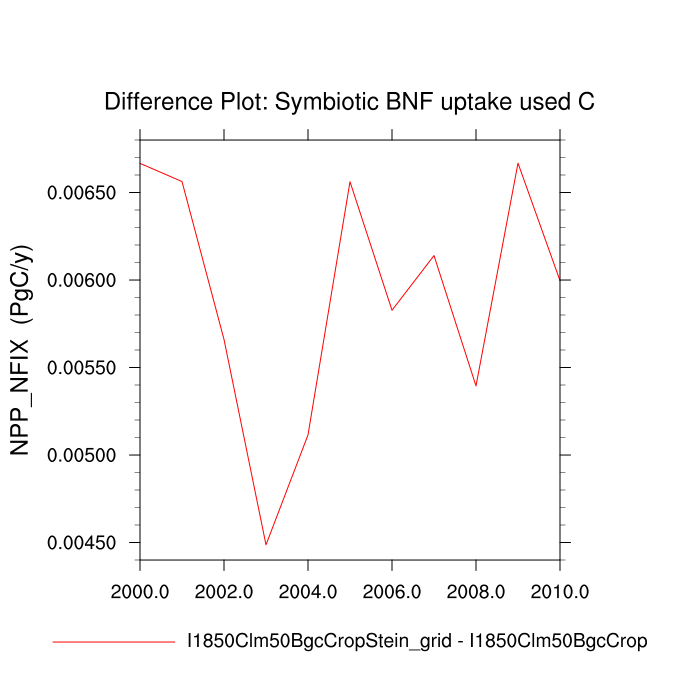 Difference Plot: Symbiotic BNF uptake used C
NPP_NFIX (PgC/y)
0.00650
0.00600
0.00550
0.00500
0.00450
2000.0 2002.0 2004.0 2006.0 2008.0 2010.0
I1850Clm50BgcCropStein_grid - I1850Clm50BgcCrop